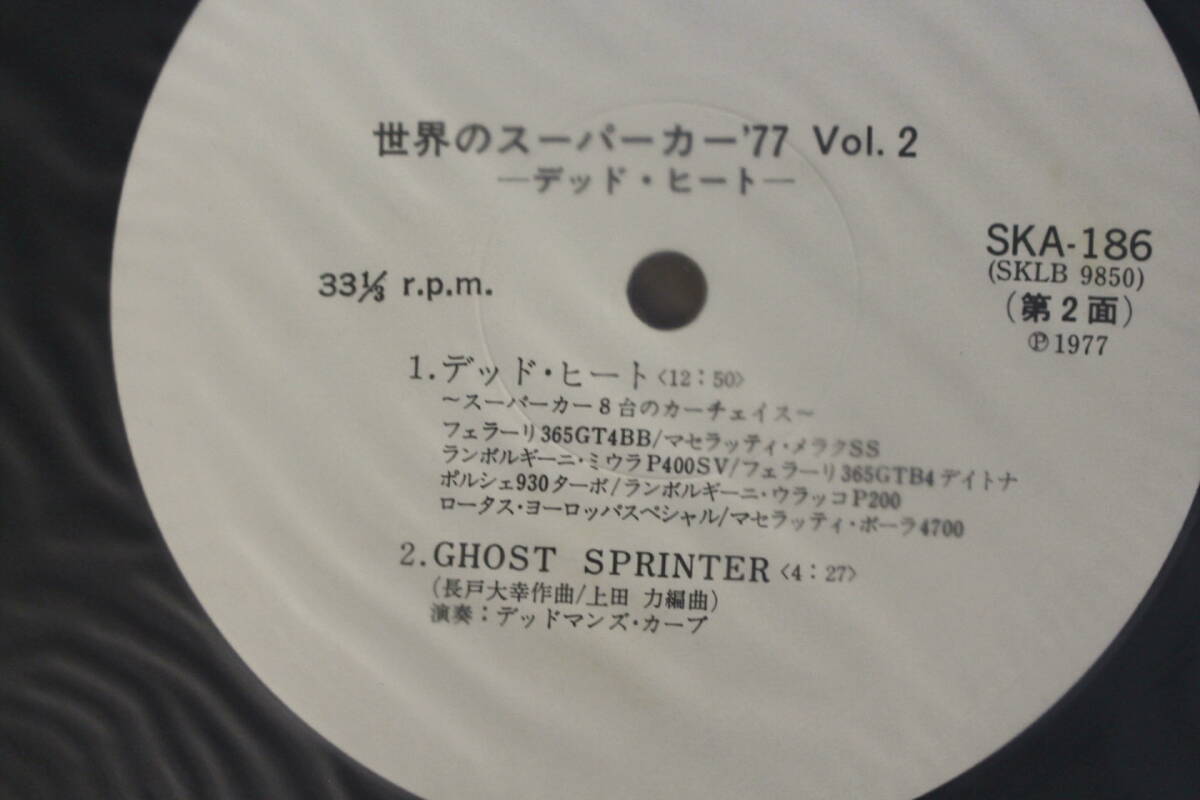 世界のスーパーカー'77 Vol. 2
―デッド・ヒート―
SKA-186
(SKLB 9850)
(第2面)
Ⓟ1977
33⅓ r.p.m.
1.デッド・ヒート〈12：50〉
～スーパーカー8台のカーチェイス～
フェラーリ365GT4BB/マセラッティ・メラクSS
ランボルギーニ・ミウラP400SV/フェラーリ365GTB4デイトナ
ポルシェ930ターボ/ランボルギーニ・ウラッコP200
ロータス・ヨーロッパスペシャル/マセラッティ・ボーラ4700
2.GHOST SPRINTER〈4：27〉
(長戸大幸作曲/上田 力編曲)
演奏：デッドマンズ・カーブ